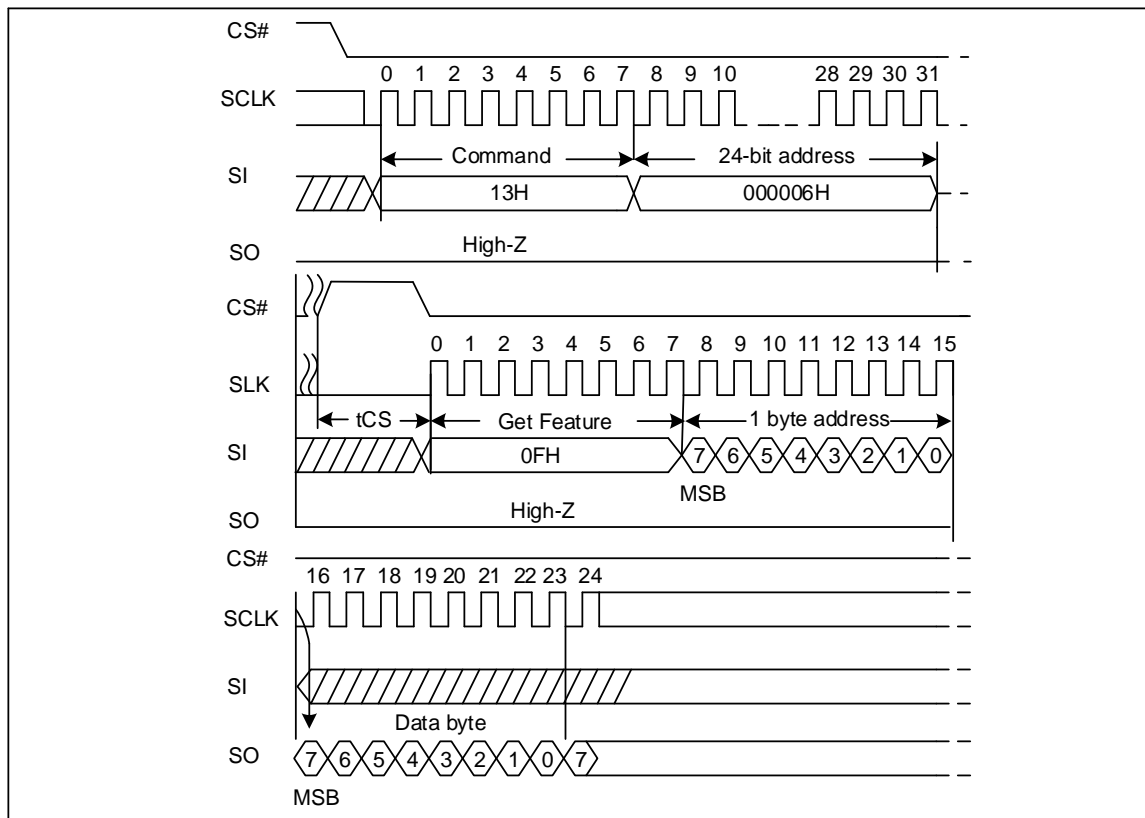 CS#
0 1 2 3 4 5 6 7 8 9 10 28 29 30 31
SCLK
Command 24-bit address
SI
13H 000006H
High-Z
SO
CS#
0 1 2 3 4 5 6 7 8 9 10 11 12 13 14 15
SLK
tCS Get Feature 1 byte address
SI
0FH 7 6 5 4 3 2 1 0
MSB
High-Z
SO
CS#
16 17 18 19 20 21 22 23 24
SCLK
SI
Data byte
SO
7 6 5 4 3 2 1 0 7
MSB